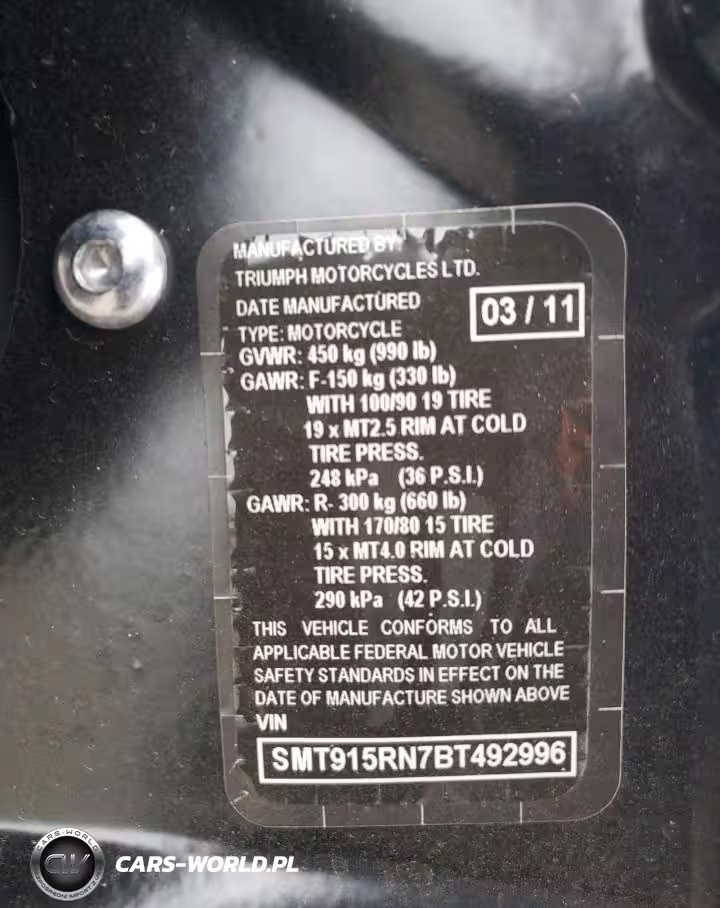 MANUFACTURED BY:
TRIUMPH MOTORCYCLES LTD.
DATE MANUFACTURED
03 / 11
TYPE: MOTORCYCLE
GVWR: 450 kg (990 lb)
GAWR: F-150 kg (330 lb)
WITH 100/90 19 TIRE
19 x MT2.5 RIM AT COLD
TIRE PRESS.
248 kPa (36 P.S.I.)
GAWR: R- 300 kg (660 lb)
WITH 170/80 15 TIRE
15 x MT4.0 RIM AT COLD
TIRE PRESS.
290 kPa (42 P.S.I.)
THIS VEHICLE CONFORMS TO ALL
APPLICABLE FEDERAL MOTOR VEHICLE
SAFETY STANDARDS IN EFFECT ON THE
DATE OF MANUFACTURE SHOWN ABOVE
VIN
SMT915RN7BT492996
CARS-WORLD
CW
CARS-WORLD.PL